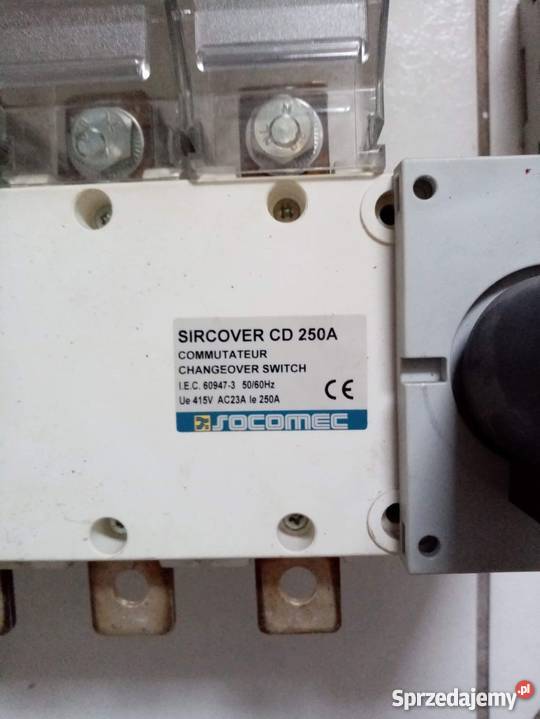 SIRCOVER CD 250A
COMMUTATEUR
CHANGEOVER SWITCH
I.E.C. 60947-3 50/60Hz
Ue 415V AC23A Ie 250A
CE
SOCOMEC
Sprzedajemy.pl